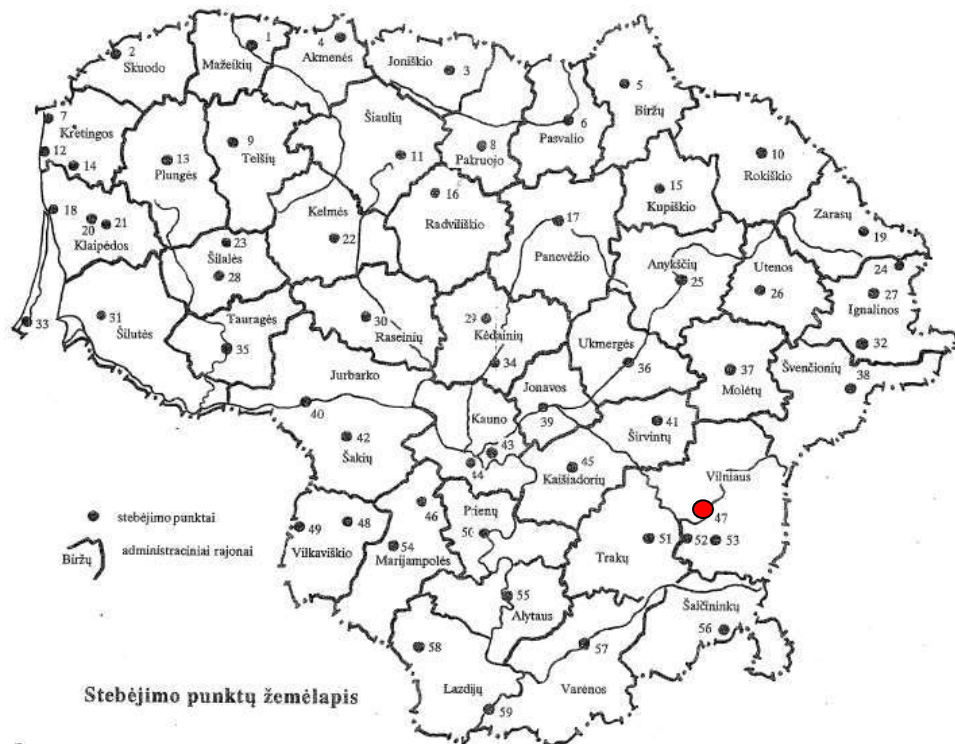 1
2
Skuodo
Mažeikių
4
Akmenės
Joniškio
3
5
Biržų
6
Pasvalio
7
Kretingos
12
14
13
Plungės
9
Telšių
Šiaulių
11
8
Pakruojo
10
Rokiškio
15
Kupiškio
16
Radviliškio
Kelmės
22
17
Panevėžio
Zarasų
19
18
20
21
Klaipėdos
23
Šilalės
28
Anykščių
25
Utenos
26
24
27
Ignalinos
32
33
31
Šilutės
Tauragės
35
30
Raseinių
29
Kėdainių
34
Ukmergės
36
37
Molėtų
Švenčionių
38
Jurbarko
40
Jonavos
39
Kauno
43
44
41
Širvintų
42
Šakių
45
Kaišiadorių
Vilniaus
47
46
Prienų
50
49
48
Vilkaviškio
54
Marijampolės
51
52
53
Trakų
stebėjimo punktai
Biržų
administraciniai rajonai
55
Alytaus
Šalčininkų
56
57
Varėnos
58
Lazdijų
59
Stebėjimo punktų žemėlapis